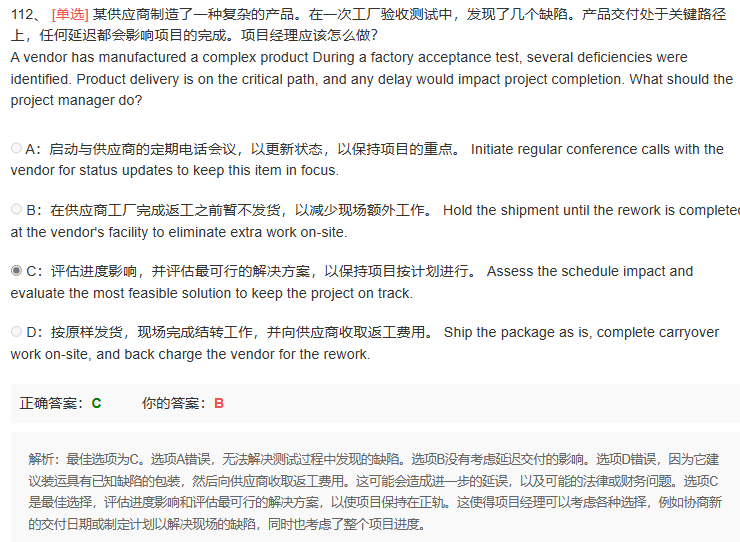 112、 [单选] 某供应商制造了一种复杂的产品。在一次工厂验收测试中，发现了几个缺陷。产品交付处于关键路径
上，任何延迟都会影响项目的完成。项目经理应该怎么做?
A vendor has manufactured a complex product During a factory acceptance test, several deficiencies were
identified. Product delivery is on the critical path, and any delay would impact project completion. What should the
project manager do?
A：启动与供应商的定期电话会议，以更新状态，以保持项目的重点。 Initiate regular conference calls with the
vendor for status updates to keep this item in focus.
B：在供应商工厂完成返工之前暂不发货，以减少现场额外工作。 Hold the shipment until the rework is completed
at the vendor's facility to eliminate extra work on-site.
C：评估进度影响，并评估最可行的解决方案，以保持项目按计划进行。 Assess the schedule impact and
evaluate the most feasible solution to keep the project on track.
D：按原样发货，现场完成结转工作，并向供应商收取返工费用。 Ship the package as is, complete carryover
work on-site, and back charge the vendor for the rework.
正确答案：C 你的答案：B
解析：最佳选项为C。选项A错误，无法解决测试过程中发现的缺陷。选项B没有考虑延迟交付的影响。选项D错误，因为它建
议装运具有已知缺陷的包装，然后向供应商收取返工费用。这可能会造成进一步的延误，以及可能的法律或财务问题。选项C
是最佳选择，评估进度影响和评估最可行的解决方案，以使项目保持在正轨。这使得项目经理可以考虑各种选择，例如协商新
的交付日期或制定计划以解决现场的缺陷，同时也考虑了整个项目进度。